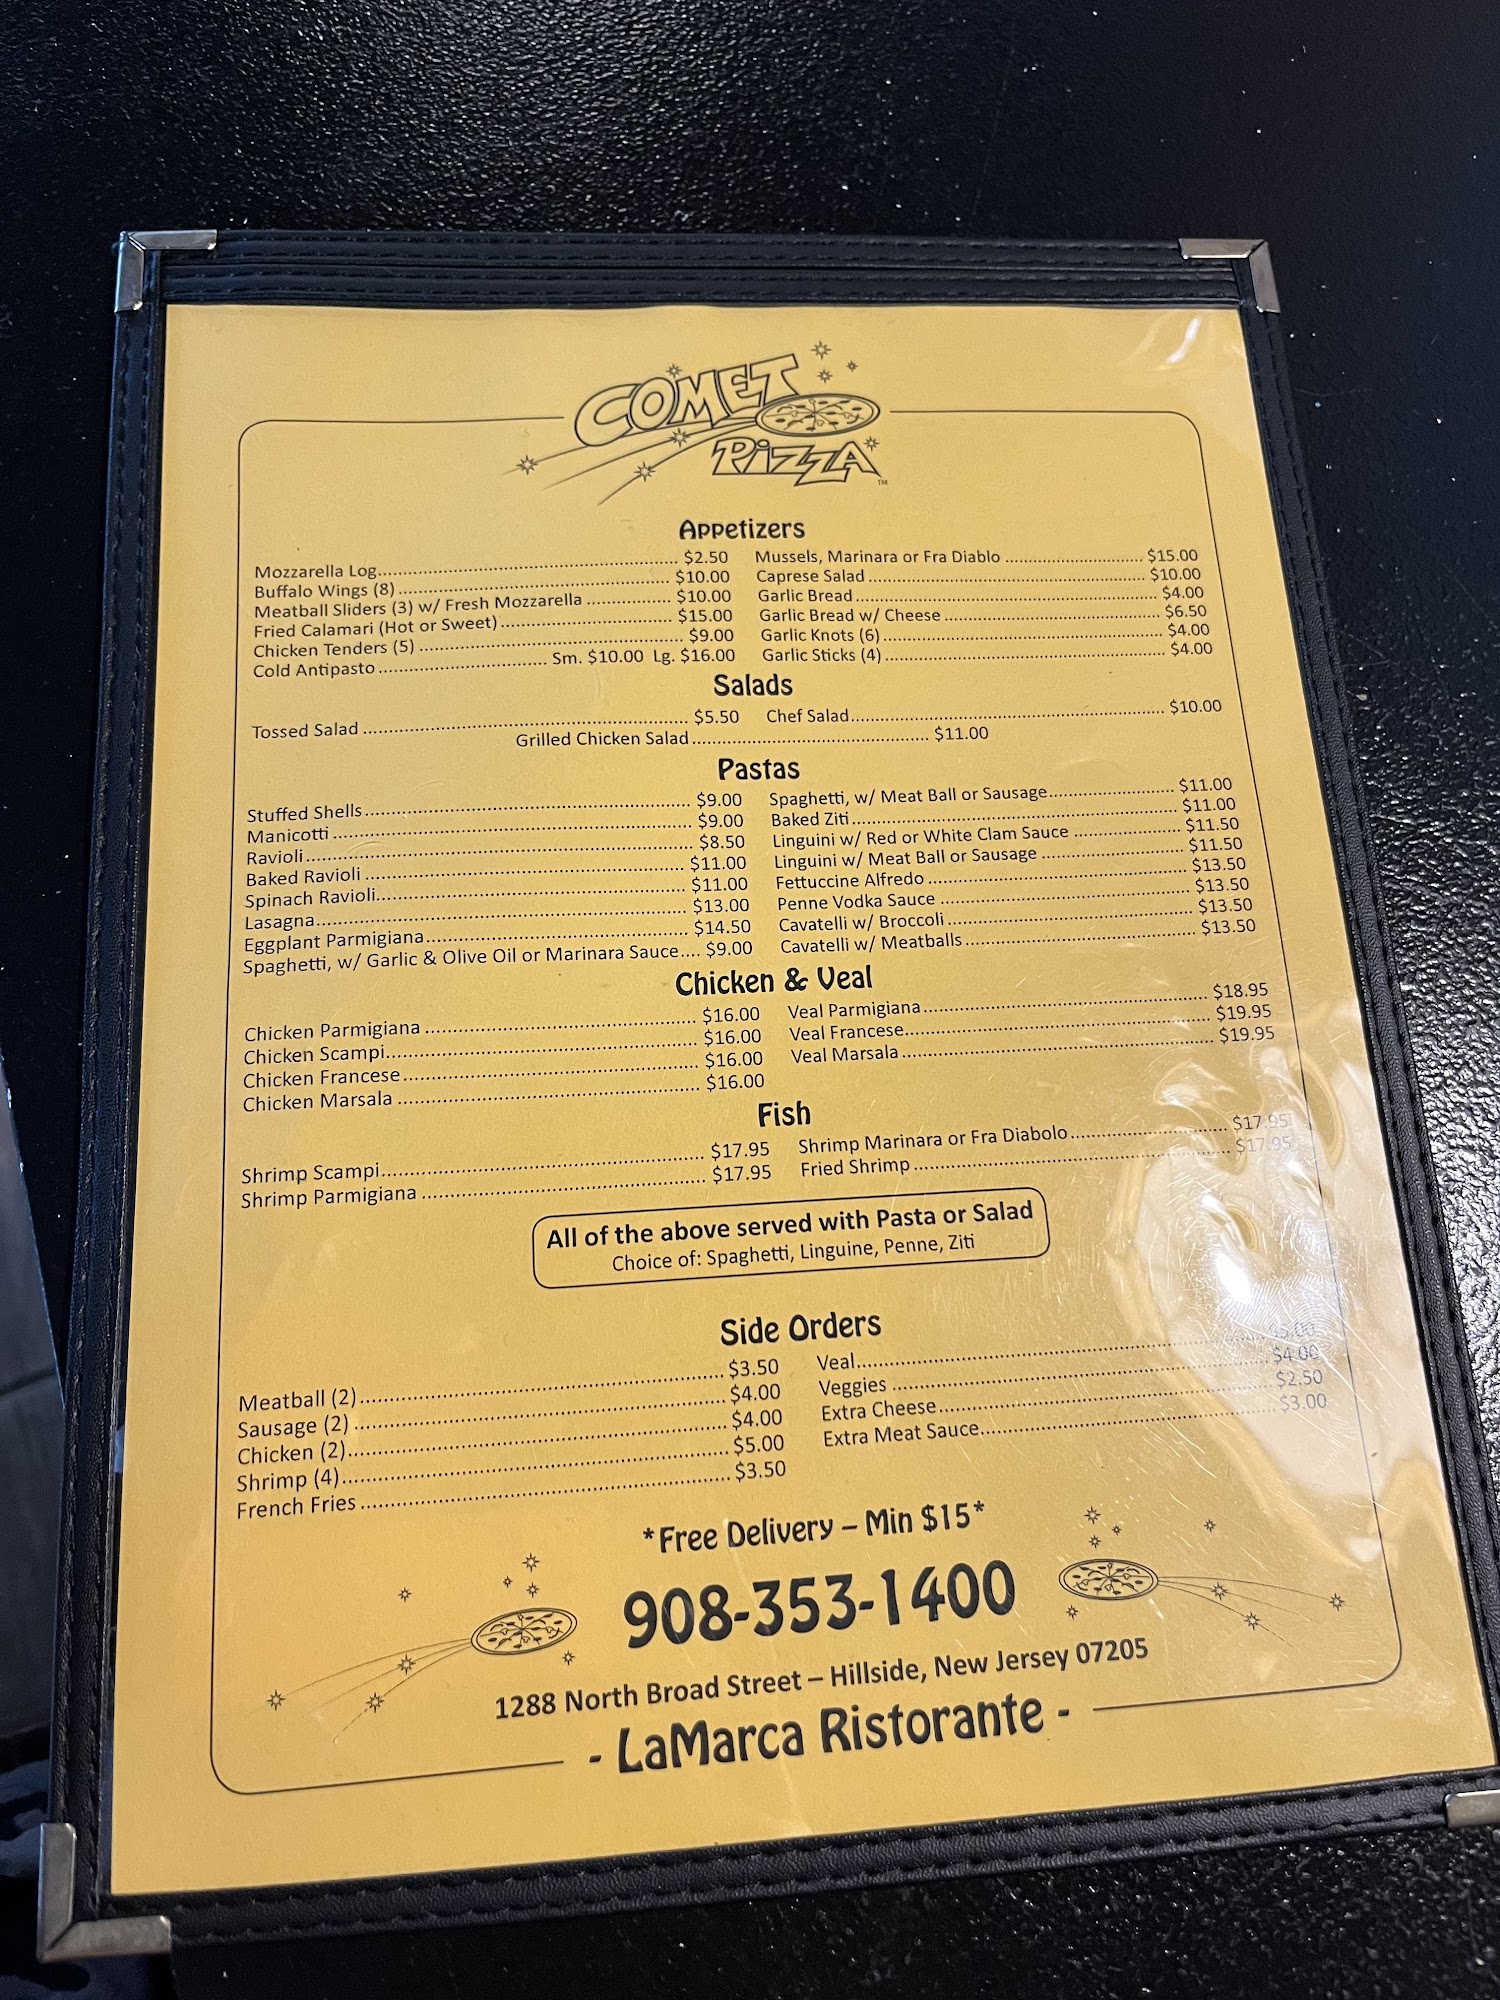 COMET
PIZZA
TM
Appetizers
Mozzarella Log $2.50
Buffalo Wings (8) $10.00
Meatball Sliders (3) w/ Fresh Mozzarella $10.00
Fried Calamari (Hot or Sweet) $15.00
Chicken Tenders (5) $9.00
Cold Antipasto Sm. $10.00 Lg. $16.00
Mussels, Marinara or Fra Diablo $15.00
Caprese Salad $10.00
Garlic Bread $4.00
Garlic Bread w/ Cheese $6.50
Garlic Knots (6) $4.00
Garlic Sticks (4) $4.00
Salads
Tossed Salad $5.50
Chef Salad $10.00
Grilled Chicken Salad $11.00
Pastas
Stuffed Shells $9.00
Manicotti $9.00
Ravioli $8.50
Baked Ravioli $11.00
Spinach Ravioli $11.00
Lasagna $13.00
Eggplant Parmigiana $14.50
Spaghetti, w/ Garlic & Olive Oil or Marinara Sauce $9.00
Spaghetti, w/ Meat Ball or Sausage $11.00
Baked Ziti $11.00
Linguini w/ Red or White Clam Sauce $11.50
Linguini w/ Meat Ball or Sausage $11.50
Fettuccine Alfredo $13.50
Penne Vodka Sauce $13.50
Cavatelli w/ Broccoli $13.50
Cavatelli w/ Meatballs $13.50
Chicken & Veal
Chicken Parmigiana $16.00
Chicken Scampi $16.00
Chicken Francese $16.00
Chicken Marsala $16.00
Veal Parmigiana $18.95
Veal Francese $19.95
Veal Marsala $19.95
Fish
Shrimp Scampi $17.95
Shrimp Parmigiana $17.95
Shrimp Marinara or Fra Diabolo $17.95
Fried Shrimp $17.95
All of the above served with Pasta or Salad
Choice of: Spaghetti, Linguine, Penne, Ziti
Side Orders
Meatball (2) $3.50
Sausage (2) $4.00
Chicken (2) $4.00
Shrimp (4) $5.00
French Fries $3.50
Veal
Veggies $4.00
Extra Cheese $2.50
Extra Meat Sauce $3.00
*Free Delivery – Min $15*
908-353-1400
1288 North Broad Street – Hillside, New Jersey 07205
- LaMarca Ristorante -